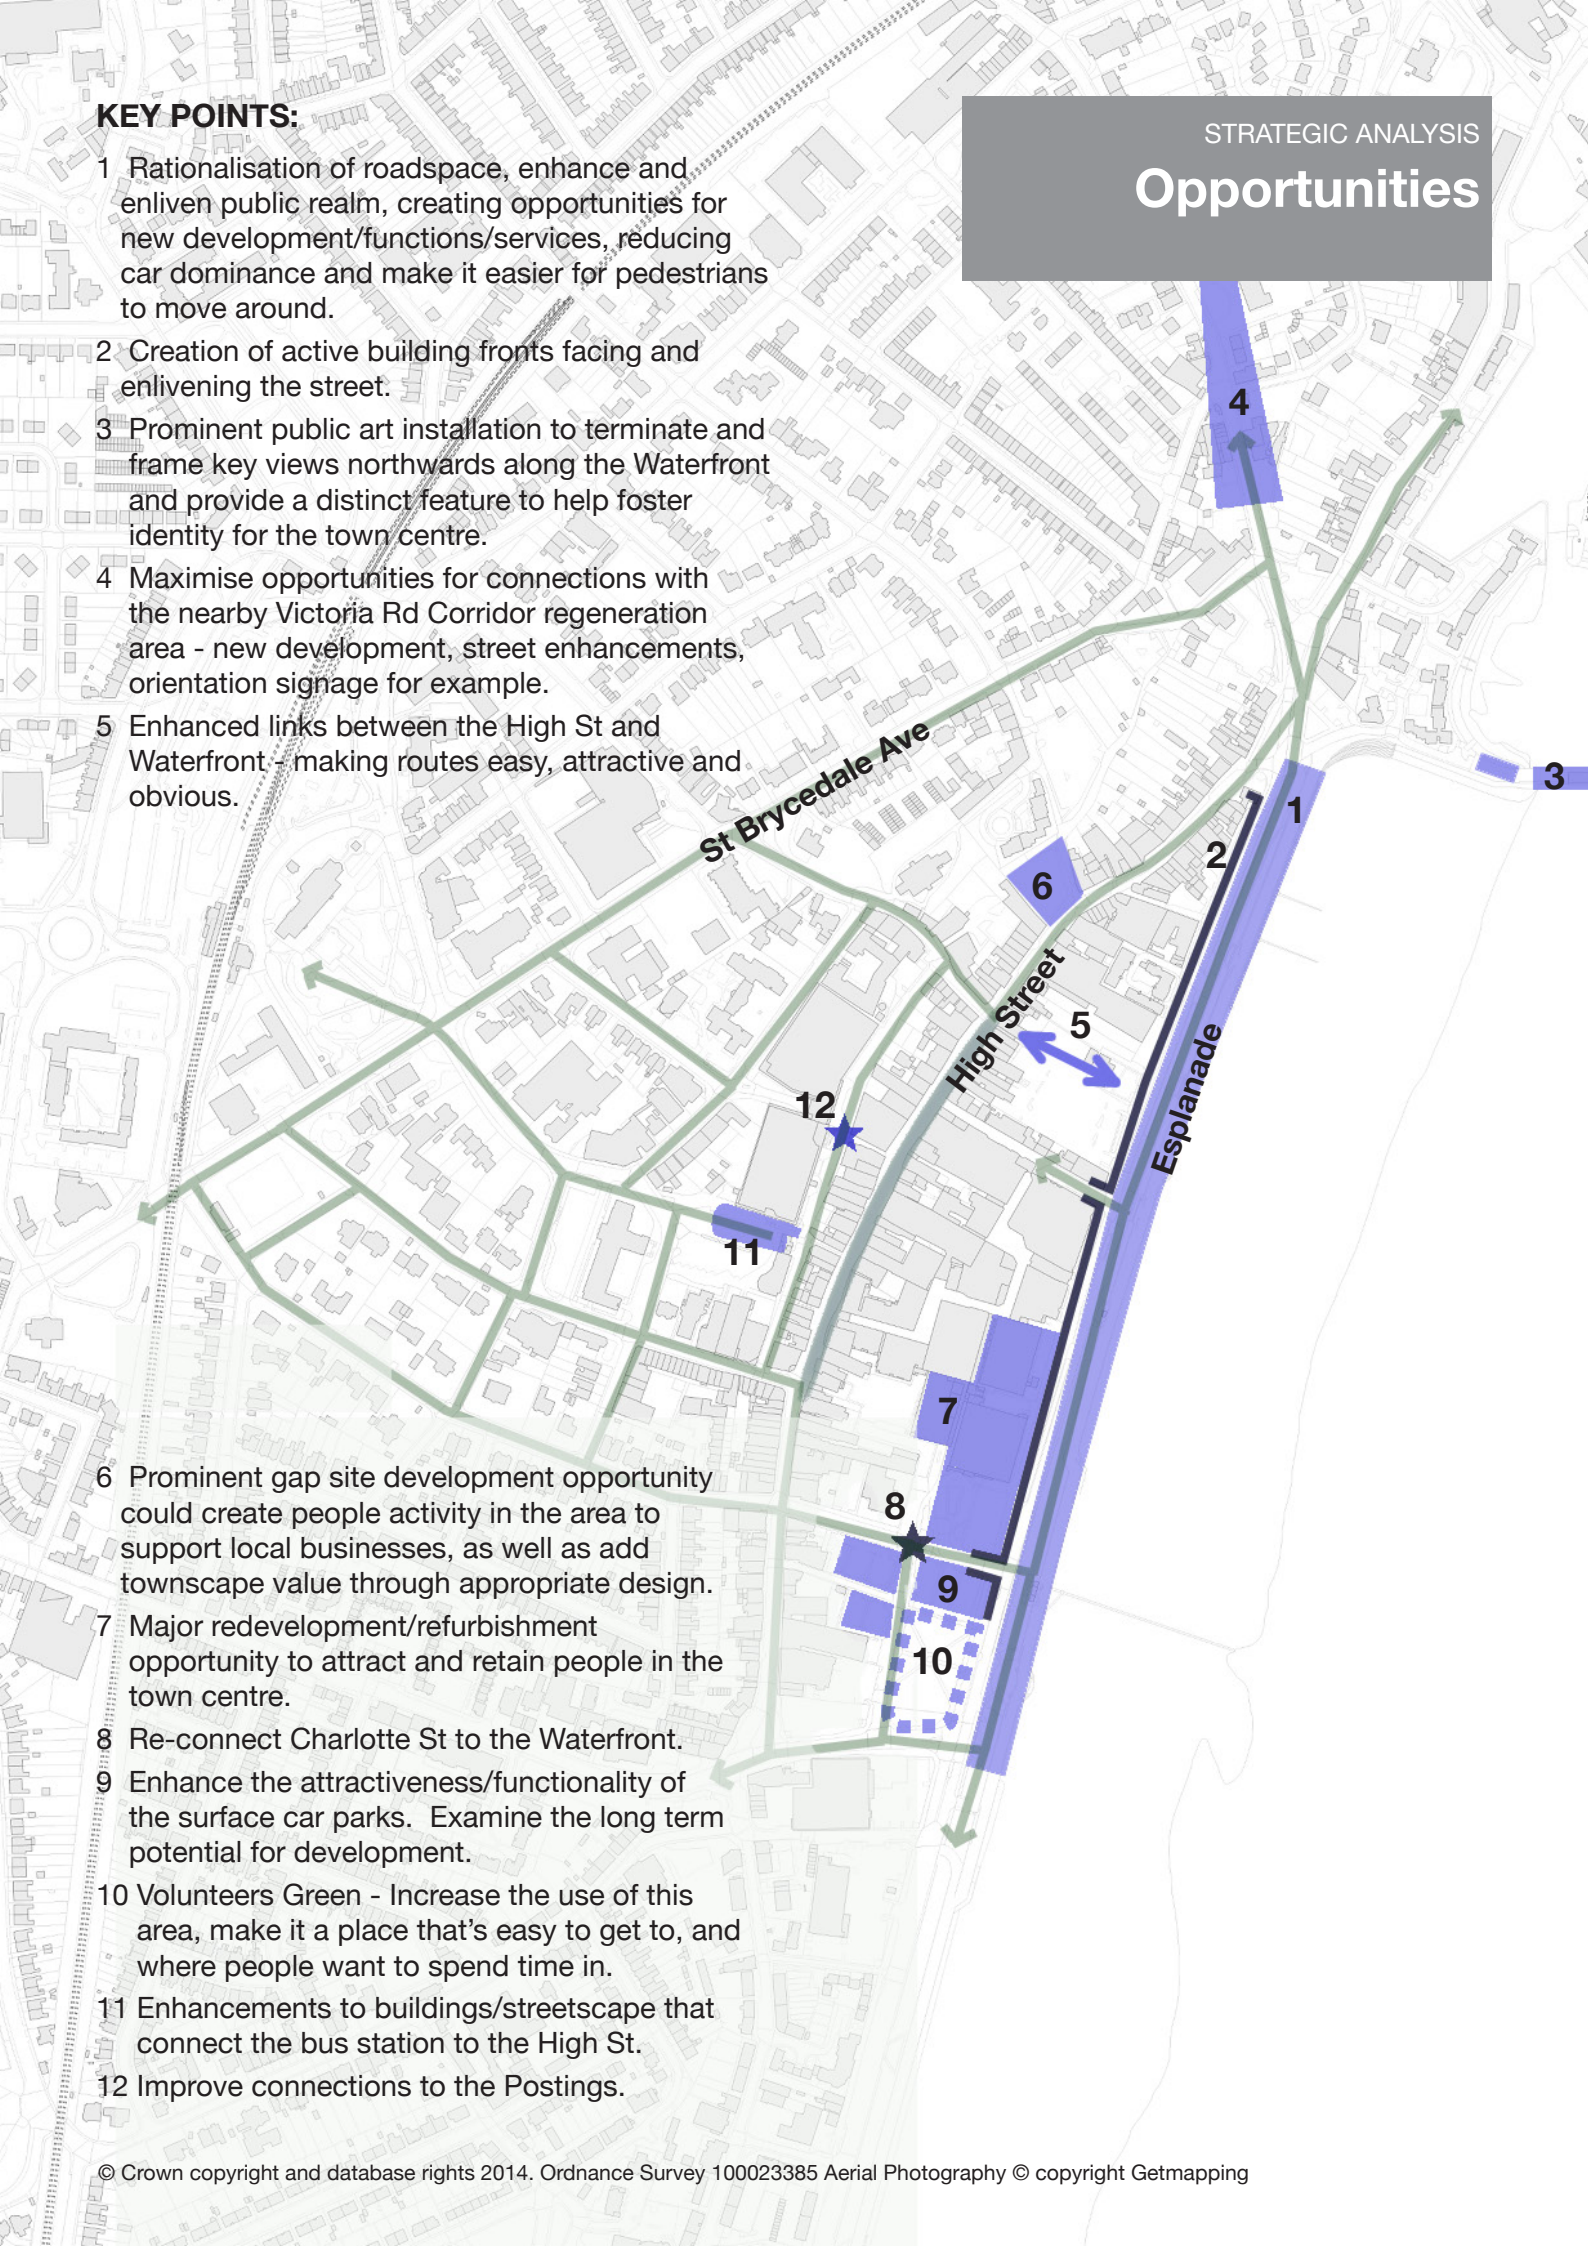 KEY POINTS:
1 Rationalisation of roadspace, enhance and
enliven public realm, creating opportunities for
new development/functions/services, reducing
car dominance and make it easier for pedestrians
to move around.
2 Creation of active building fronts facing and
enlivening the street.
3 Prominent public art installation to terminate and
frame key views northwards along the Waterfront
and provide a distinct feature to help foster
identity for the town centre.
4 Maximise opportunities for connections with
the nearby Victoria Rd Corridor regeneration
area - new development, street enhancements,
orientation signage for example.
5 Enhanced links between the High St and
Waterfront - making routes easy, attractive and
obvious.
STRATEGIC ANALYSIS
Opportunities
4
3
1
2
St Brycedale Ave
6
High Street
5
Esplanade
12
11
7
8
9
10
6 Prominent gap site development opportunity
could create people activity in the area to
support local businesses, as well as add
townscape value through appropriate design.
7 Major redevelopment/refurbishment
opportunity to attract and retain people in the
town centre.
8 Re-connect Charlotte St to the Waterfront.
9 Enhance the attractiveness/functionality of
the surface car parks. Examine the long term
potential for development.
10 Volunteers Green - Increase the use of this
area, make it a place that's easy to get to, and
where people want to spend time in.
11 Enhancements to buildings/streetscape that
connect the bus station to the High St.
12 Improve connections to the Postings.
© Crown copyright and database rights 2014. Ordnance Survey 100023385 Aerial Photography © copyright Getmapping